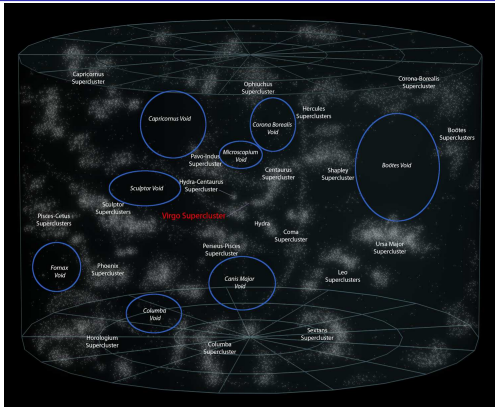 Capricornus
Supercluster
Ophiuchus
Supercluster
Corona-Borealis
Supercluster
Capricornus Void
Corona Borealis
Void
Hercules
Superclusters
Boötes
Superclusters
Microscopium
Void
Pavo-Indus
Supercluster
Centaurus
Supercluster
Shapley
Supercluster
Boötes Void
Sculptor Void
Hydra-Centaurus
Supercluster
Sculptor
Superclusters
Pisces-Cetus
Superclusters
Virgo Supercluster
Hydra
Coma
Supercluster
Perseus-Pisces
Supercluster
Ursa Major
Supercluster
Fornax
Void
Phoenix
Supercluster
Canis Major
Void
Leo
Superclusters
Columba
Void
Horologium
Supercluster
Columba
Supercluster
Sextans
Supercluster